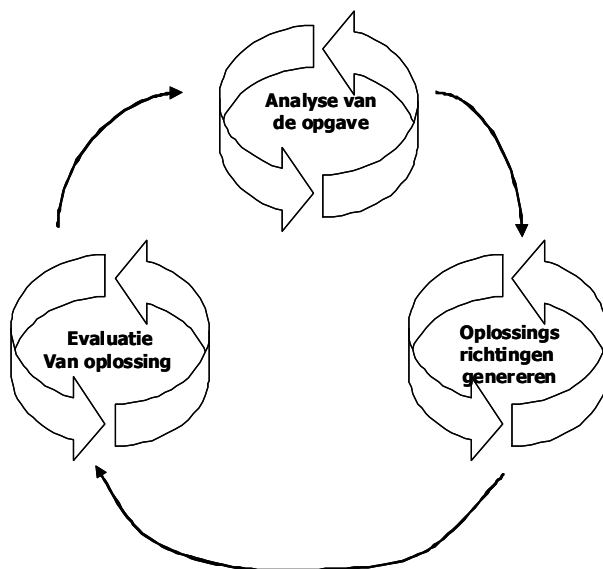 Analyse van
de opgave
Oplossings
richtingen
genereren
Evaluatie
Van oplossing